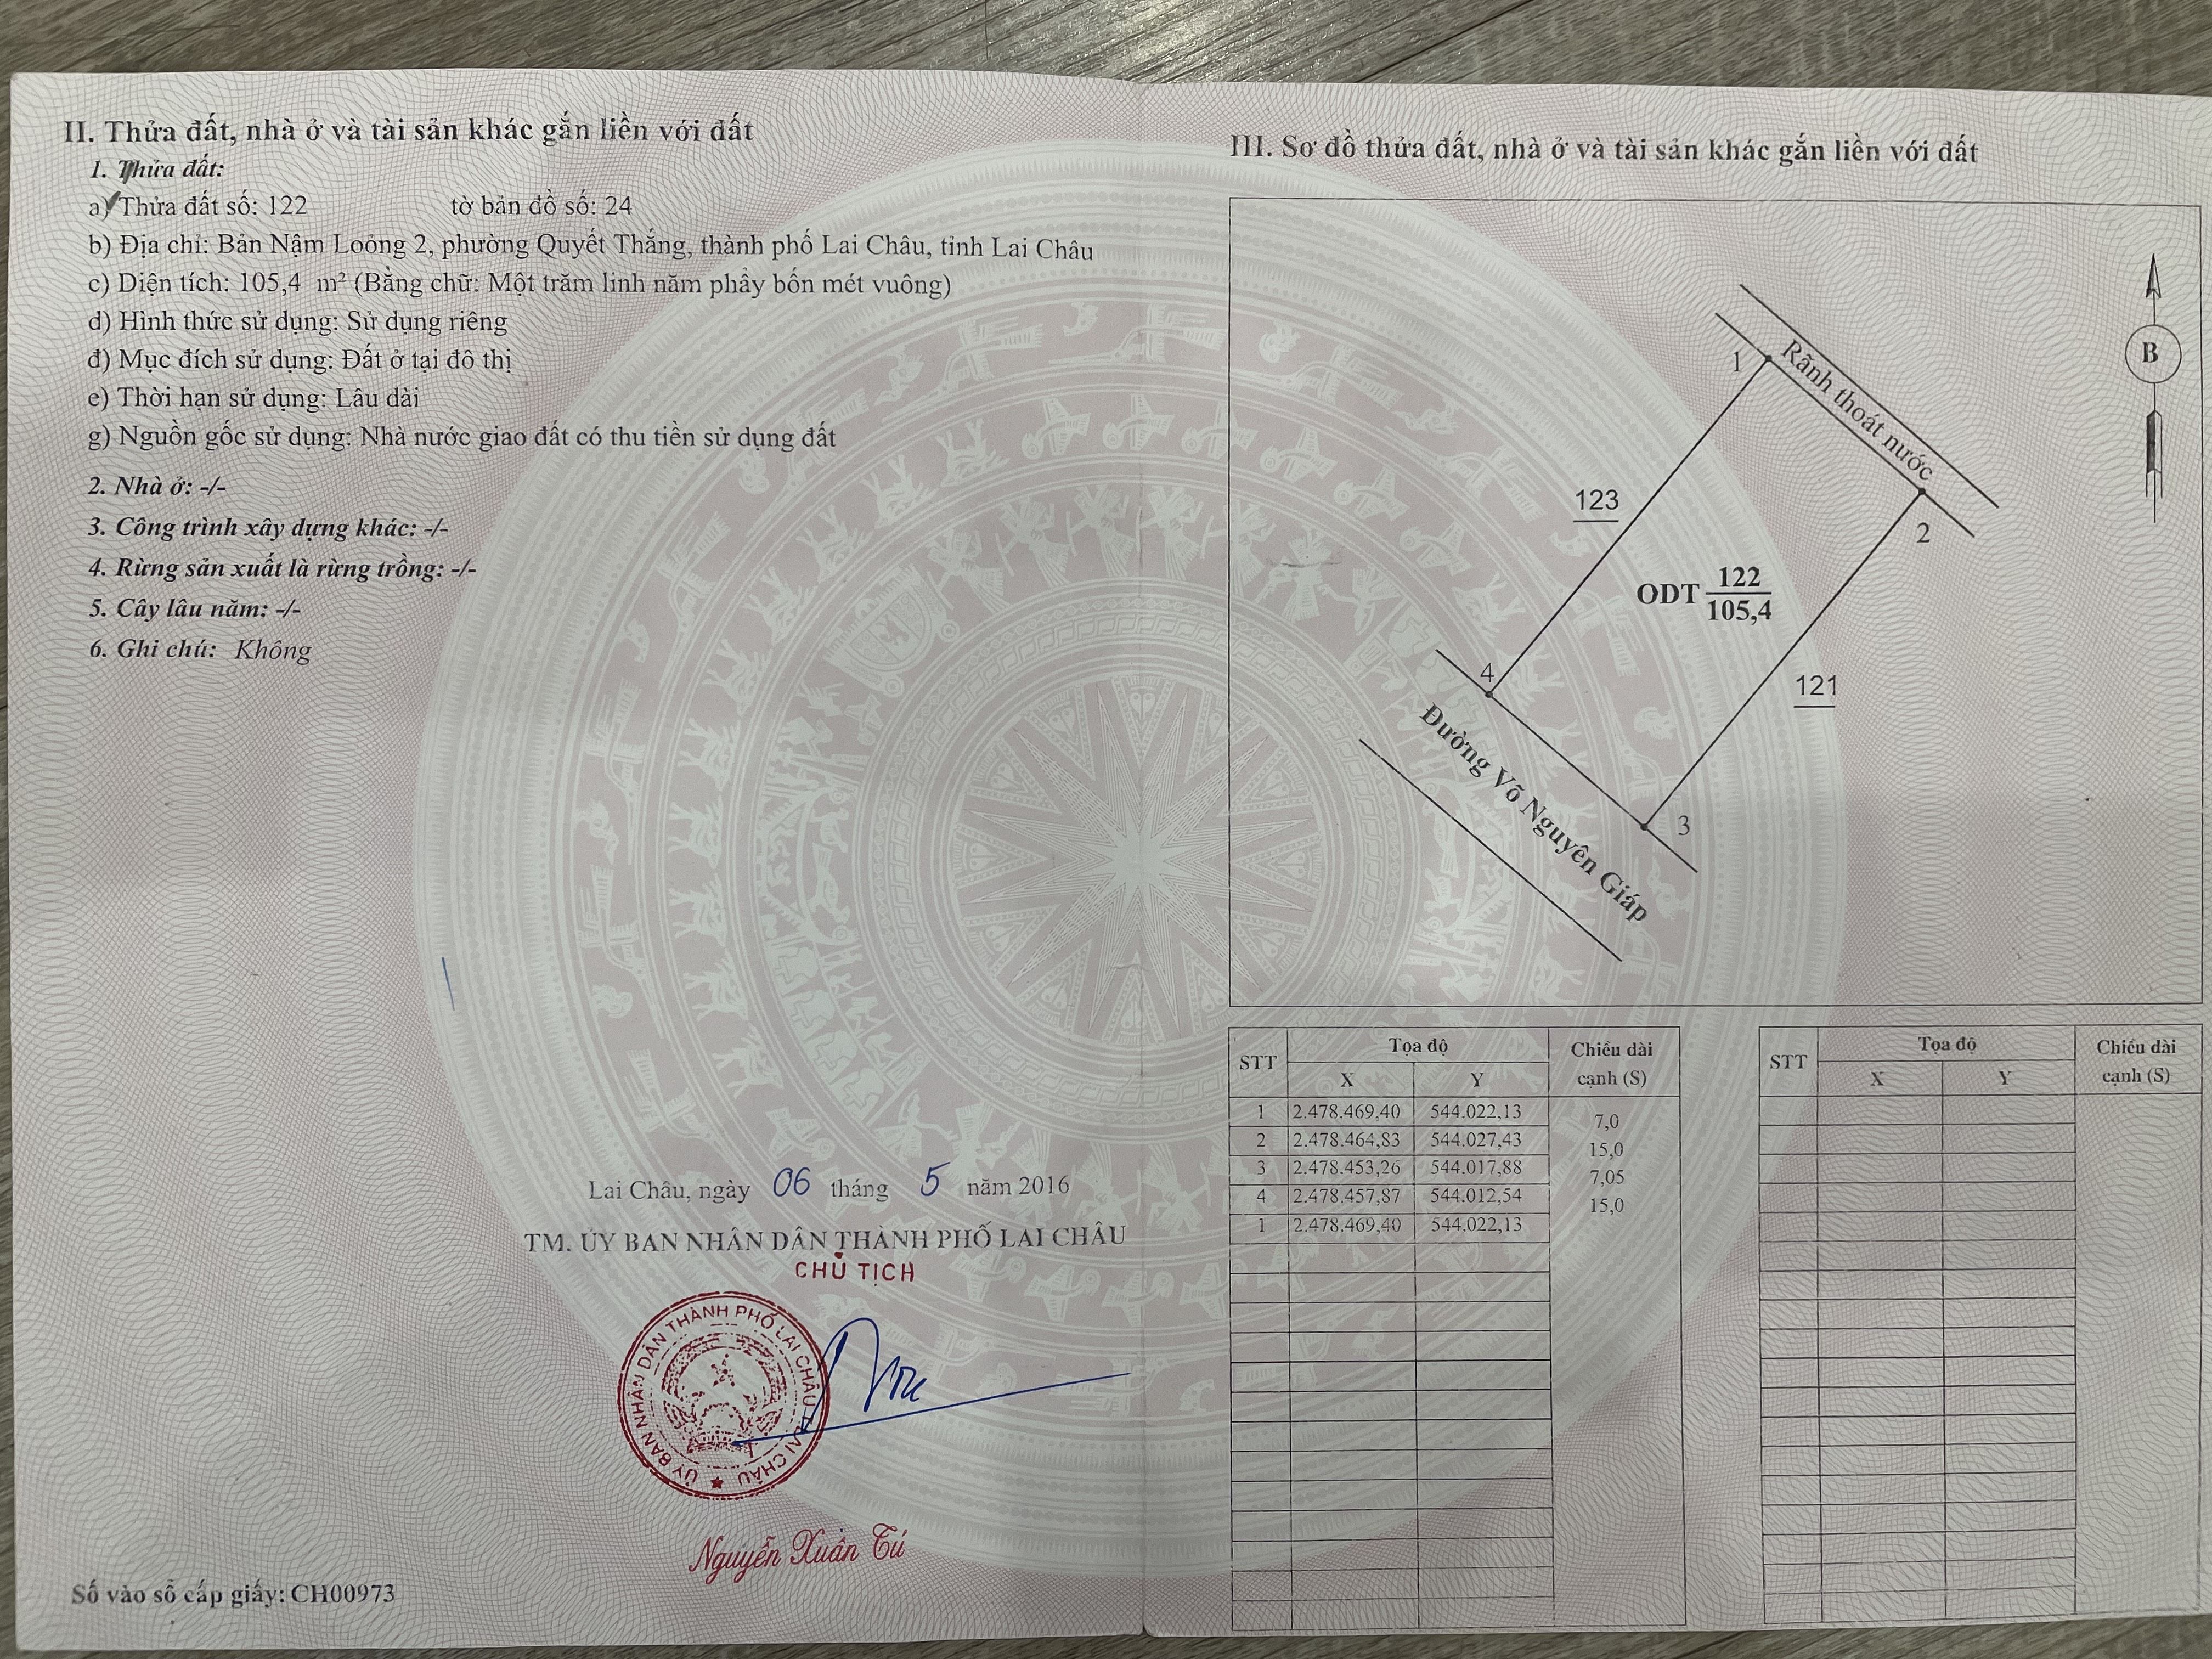 II. Thửa đất, nhà ở và tài sản khác gắn liền với đất
1. Thửa đất:
a) Thửa đất số: 122 tờ bản đồ số: 24
b) Địa chỉ: Bản Nậm Loỏng 2, phường Quyết Thắng, thành phố Lai Châu, tỉnh Lai Châu
c) Diện tích: 105,4 m² (Bằng chữ: Một trăm linh năm phẩy bốn mét vuông)
d) Hình thức sử dụng: Sử dụng riêng
đ) Mục đích sử dụng: Đất ở tại đô thị
e) Thời hạn sử dụng: Lâu dài
g) Nguồn gốc sử dụng: Nhà nước giao đất có thu tiền sử dụng đất
2. Nhà ở: -/-
3. Công trình xây dựng khác: -/-
4. Rừng sản xuất là rừng trồng: -/-
5. Cây lâu năm: -/-
6. Ghi chú: Không
Lai Châu, ngày 06 tháng 5 năm 2016
TM. ỦY BAN NHÂN DÂN THÀNH PHỐ LAI CHÂU
CHỦ TỊCH
ỦY BAN NHÂN DÂN THÀNH PHỐ LAI CHÂU T. LAI CHÂU
Nguyễn Xuân Tú
Số vào sổ cấp giấy: CH00973
III. Sơ đồ thửa đất, nhà ở và tài sản khác gắn liền với đất
B
1
Rãnh thoát nước
2
123
ODT 122
105,4
121
4
3
Đường Võ Nguyên Giáp
STT Tọa độ Chiều dài cạnh (S)
X Y
1 2.478.469,40 544.022,13
7,0
2 2.478.464,83 544.027,43
15,0
3 2.478.453,26 544.017,88
7,05
4 2.478.457,87 544.012,54
15,0
1 2.478.469,40 544.022,13
STT Tọa độ Chiều dài cạnh (S)
X Y